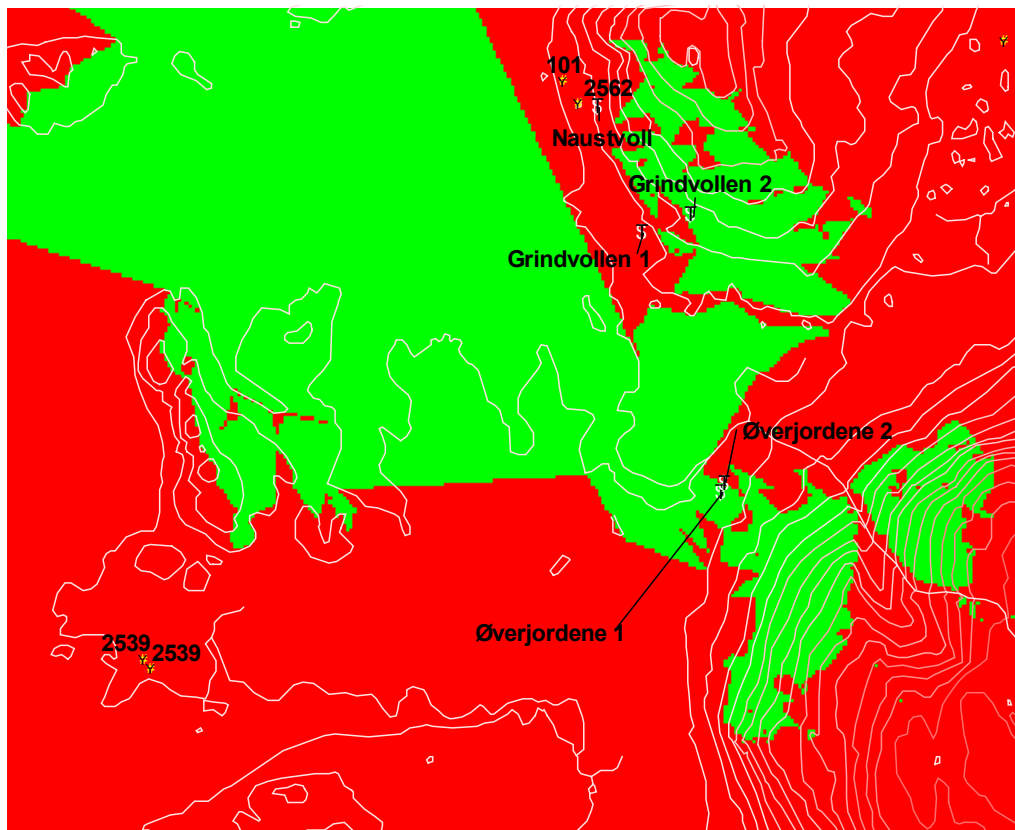 101
2562
Naustvoll
Grindvollen 2
Grindvollen 1
Øverjordene 2
Øverjordene 1
2539
2539